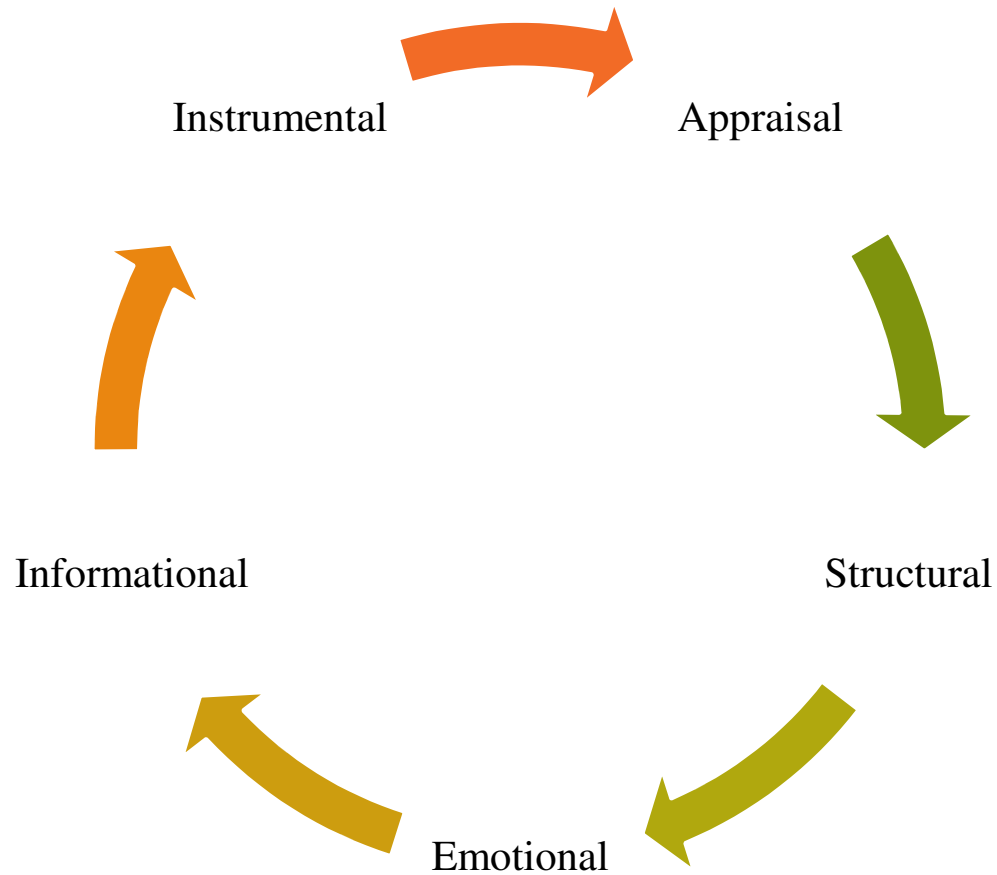 Instrumental
Appraisal
Informational
Structural
Emotional